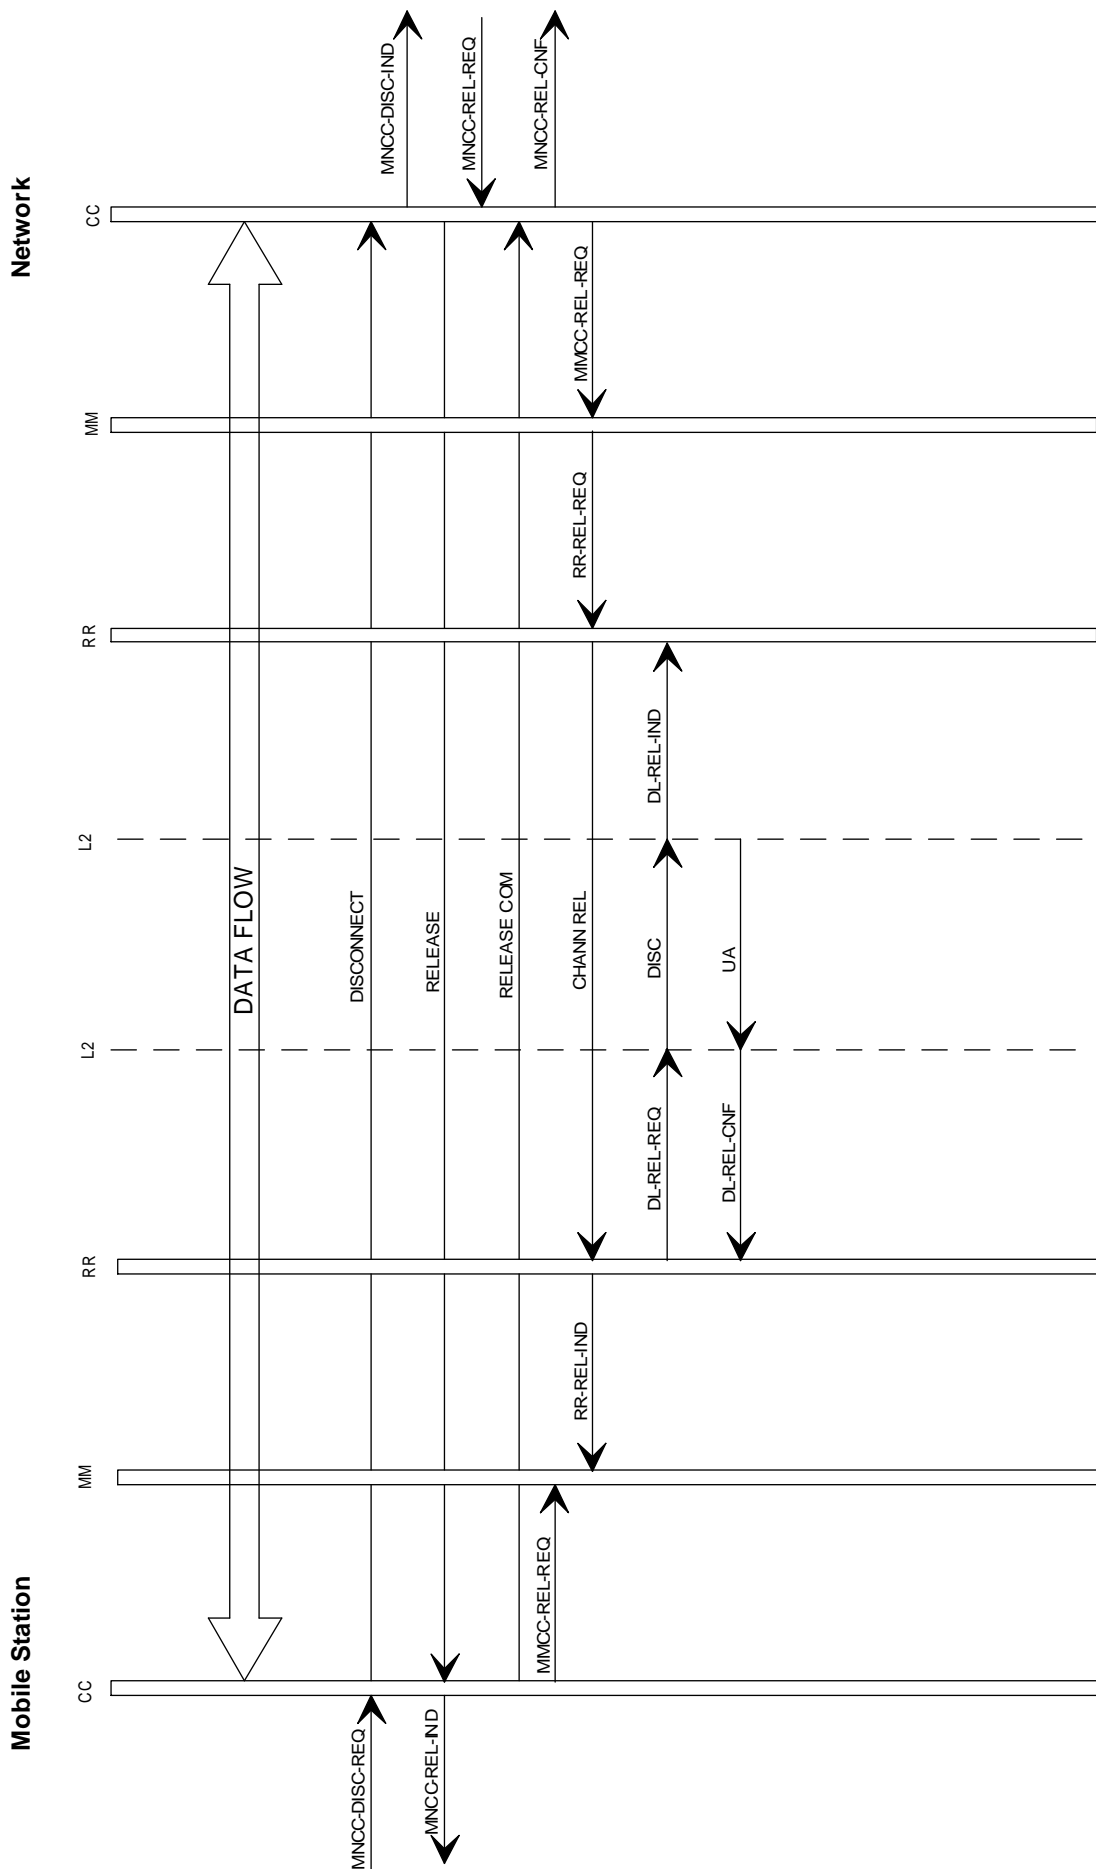 Mobile Station
Network
CC
MM
RR
L2
L2
RR
MM
CC
DATA FLOW
MNCC-DISC-REQ
DISCONNECT
MNCC-DISC-IND
MNCC-REL-IND
RELEASE
MNCC-REL-REQ
RELEASE COM
MMCC-REL-REQ
MNCC-REL-CNF
RR-REL-IND
CHANN REL
RR-REL-REQ
MMCC-REL-REQ
DL-REL-REQ
DISC
DL-REL-IND
DL-REL-CNF
UA